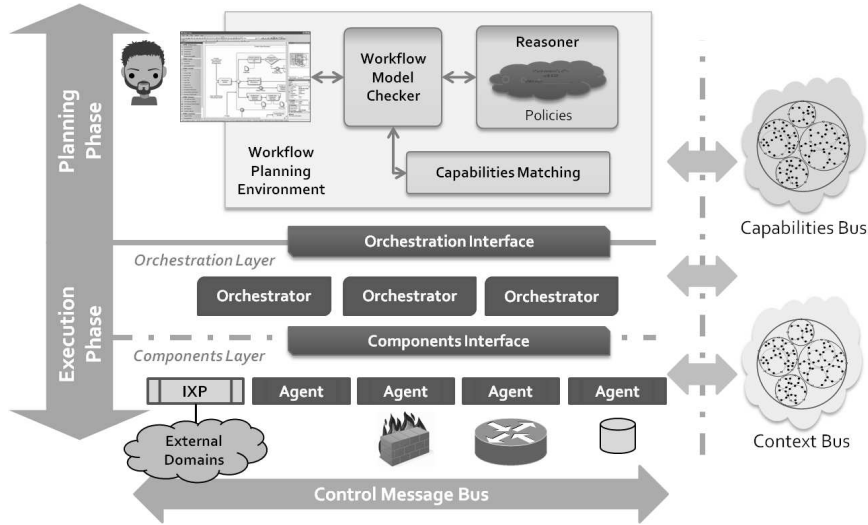 Planning
Phase
Workflow
Model
Checker
Reasoner
Policies
Workflow
Planning
Environment
Capabilities Matching
Capabilities Bus
Orchestration Interface
Orchestration Layer
Orchestrator
Orchestrator
Orchestrator
Execution
Phase
Components Interface
Components Layer
IXP
Agent
Agent
Agent
Agent
External
Domains
Context Bus
Control Message Bus